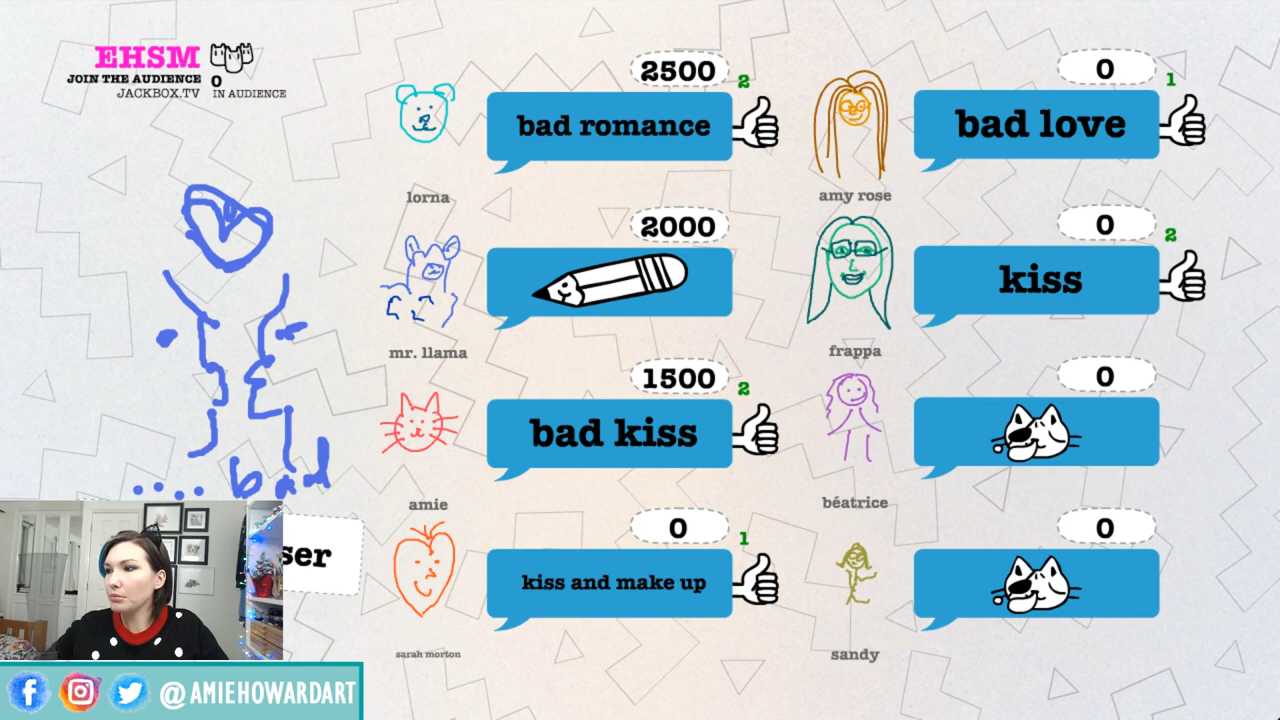 EHSM
JOIN THE AUDIENCE
JACKBOX.TV
0
IN AUDIENCE
2500
2
bad romance
lorna
0
1
bad love
amy rose
2000
mr. llama
0
2
kiss
frappa
1500
2
bad kiss
amie
0
béatrice
0
1
kiss and make up
sarah morton
0
sandy
.... bad
ser
@AMIEHOWARDART